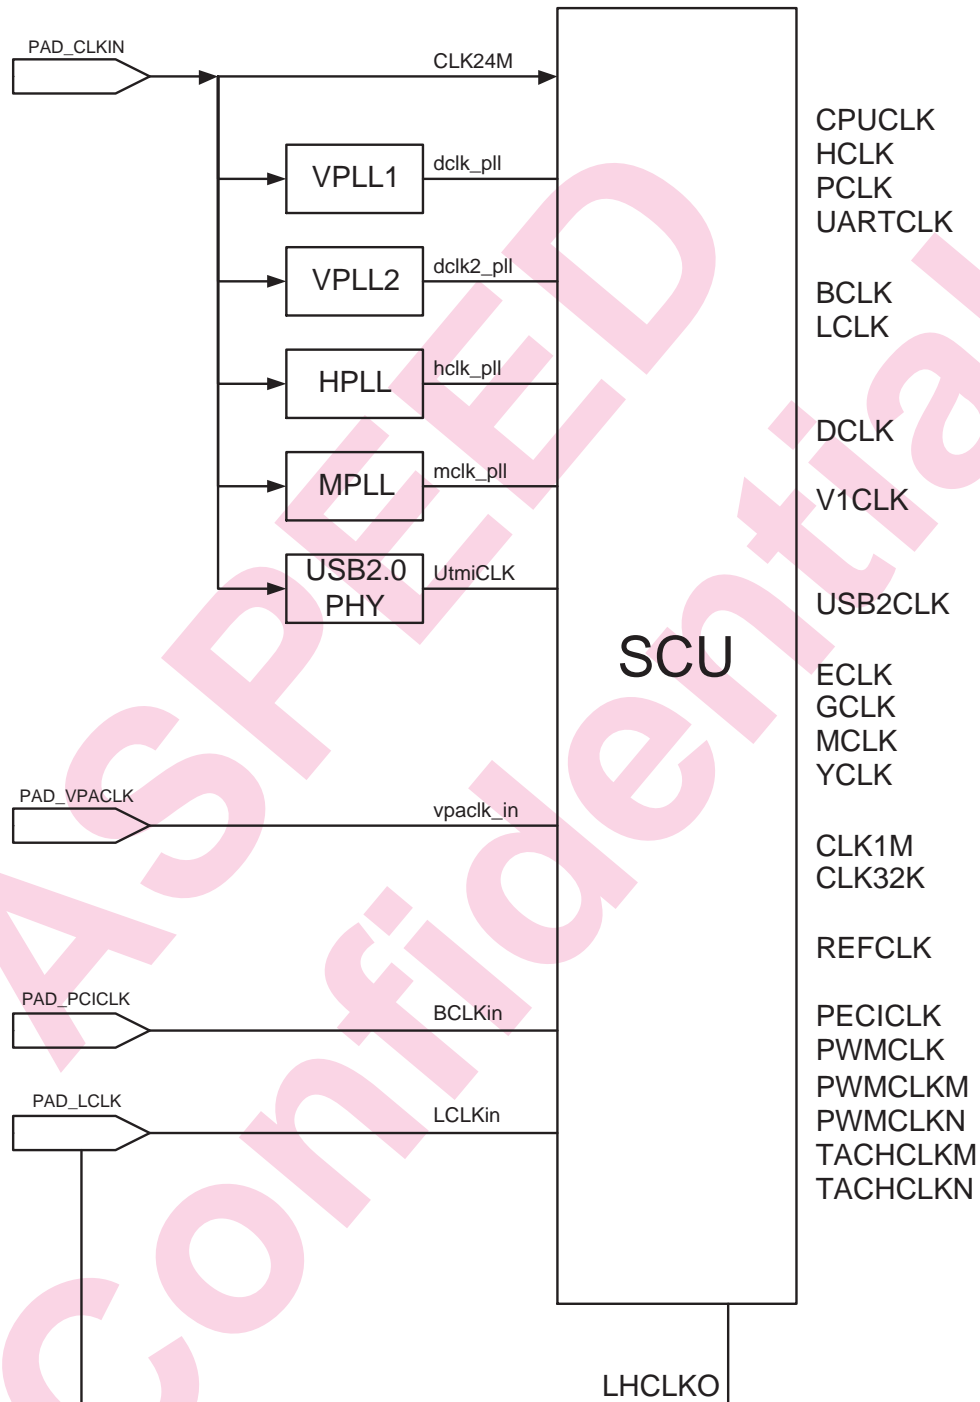 PAD_CLKIN
CLK24M
VPLL1
dclk_pll
VPLL2
dclk2_pll
HPLL
hclk_pll
MPLL
mclk_pll
USB2.0
PHY
UtmiCLK
SCU
PAD_VPACLK
vpaclk_in
PAD_PCICLK
BCLKin
PAD_LCLK
LCLKin
CPUCLK
HCLK
PCLK
UARTCLK
BCLK
LCLK
DCLK
V1CLK
USB2CLK
ECLK
GCLK
MCLK
YCLK
CLK1M
CLK32K
REFCLK
PECICLK
PWMCLK
PWMCLKM
PWMCLKN
TACHCLKM
TACHCLKN
LHCLKO
ASPEED
Confidential